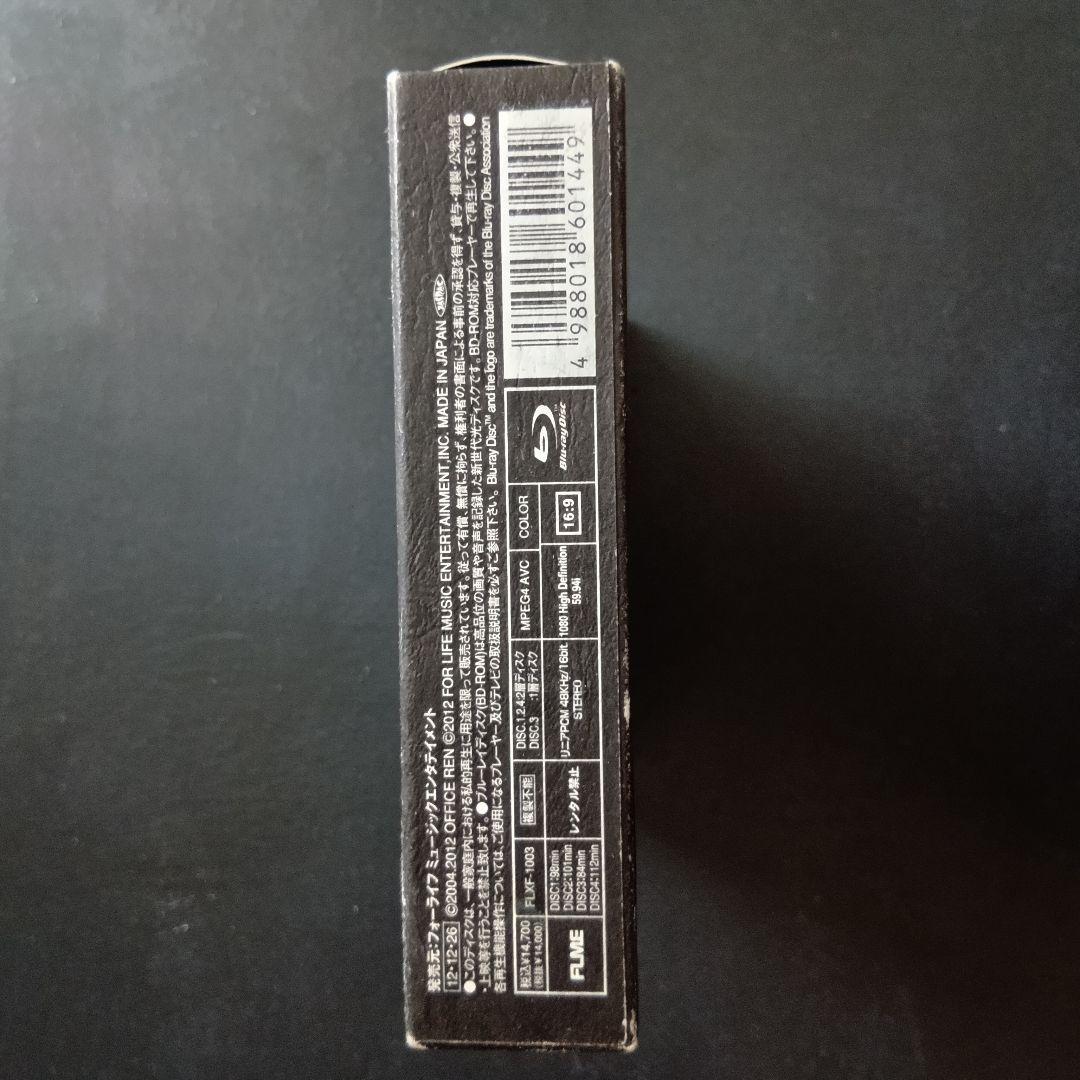 発売元:フォーライフ ミュージックエンタテイメント
12・12・26 ©2004.2012 OFFICE REN ©2012 FOR LIFE MUSIC ENTERTAINMENT,INC. MADE IN JAPAN
●このディスクは、一般家庭内における私的再生に用途を限って販売されています。従って有償、無償に拘らず、権利者の書面による事前の承認を得ず、貸与・複製・公衆送信
・上映等を行うことを禁止致します。●ブルーレイディスク(BD-ROM)は高品位の画質や音声を記録した新世代光ディスクです。BD-ROM対応プレーヤーで再生して下さい。●
各再生機能操作については、ご使用になるプレーヤー及びテレビの取扱説明書を必ずご参照下さい。 Blu-ray Disc™ and the logo are trademarks of the Blu-ray Disc Association
税込¥14,700
(税抜¥14,000)
FLXF-1003
複製不能
DISC.1.2.4:2層ディスク
DISC.3 :1層ディスク
MPEG4 AVC
COLOR
Blu-ray Disc™
FLME
DISC1:98min
DISC2:101min
DISC3:84min
DISC4:112min
レンタル禁止
リニアPCM 48KHz/16bit
STEREO
1080 High Definition
59.94i
16:9
4 988018 601449